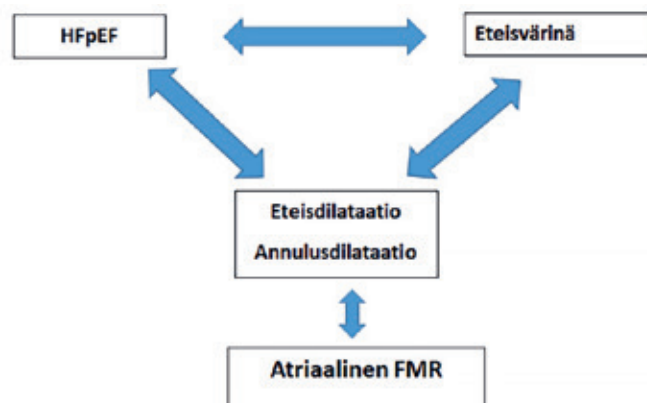 HFpEF
Eteisvärinä
Eteisdilataatio
Annulusdilataatio
Atriaalinen FMR